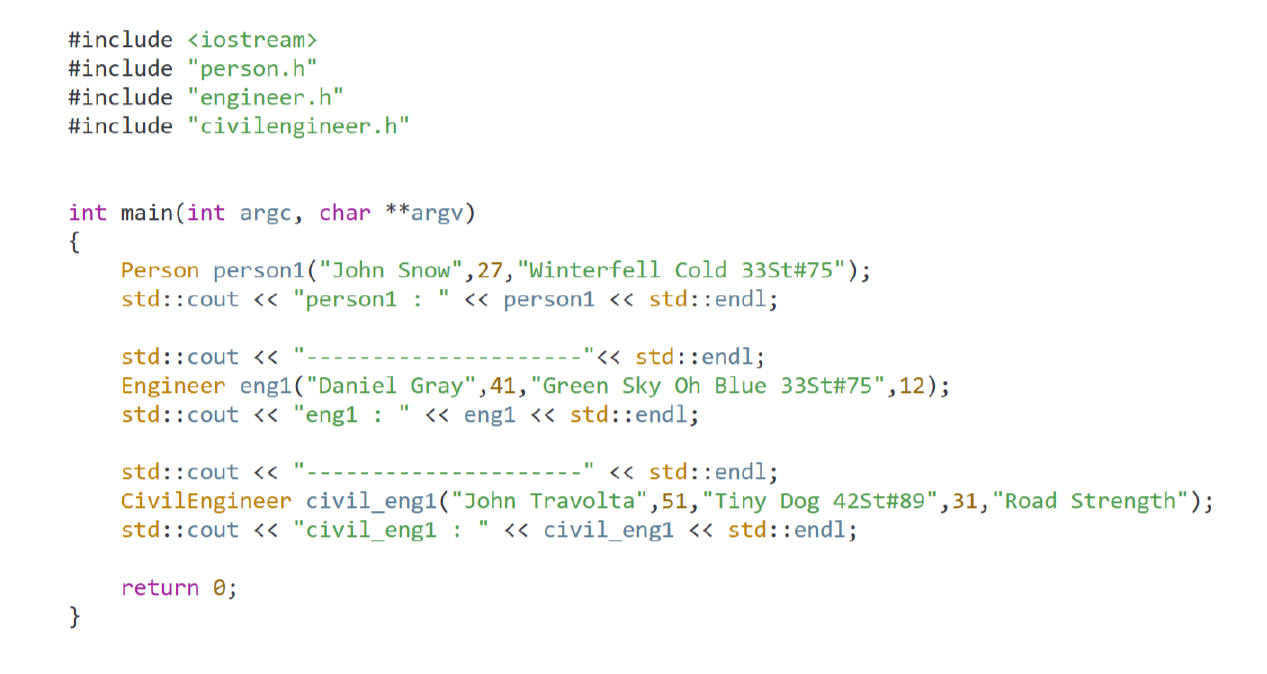 #include <iostream>
#include "person.h"
#include "engineer.h"
#include "civilengineer.h"
int main(int argc, char **argv)
{
Person person1("John Snow",27,"Winterfell Cold 33St#75");
std::cout << "person1 : " << person1 << std::endl;
std::cout << "---------------------"<< std::endl;
Engineer eng1("Daniel Gray",41,"Green Sky Oh Blue 33St#75",12);
std::cout << "eng1 : " << eng1 << std::endl;
std::cout << "---------------------" << std::endl;
CivilEngineer civil_eng1("John Travolta",51,"Tiny Dog 42St#89",31,"Road Strength");
std::cout << "civil_eng1 : " << civil_eng1 << std::endl;
return 0;
}